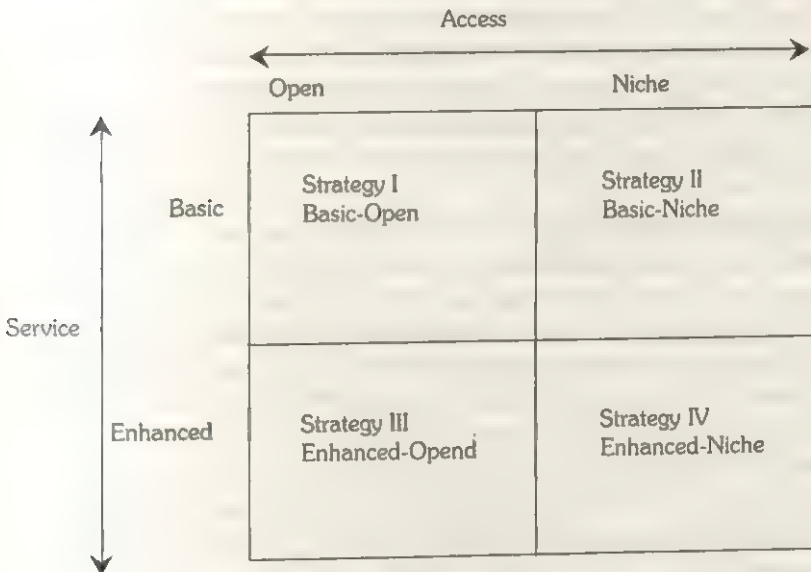 Access
Open Niche
Strategy I Strategy II
Basic Basic-Open Basic-Niche
Service
Strategy III Strategy IV
Enhanced Enhanced-Opend Enhanced-Niche